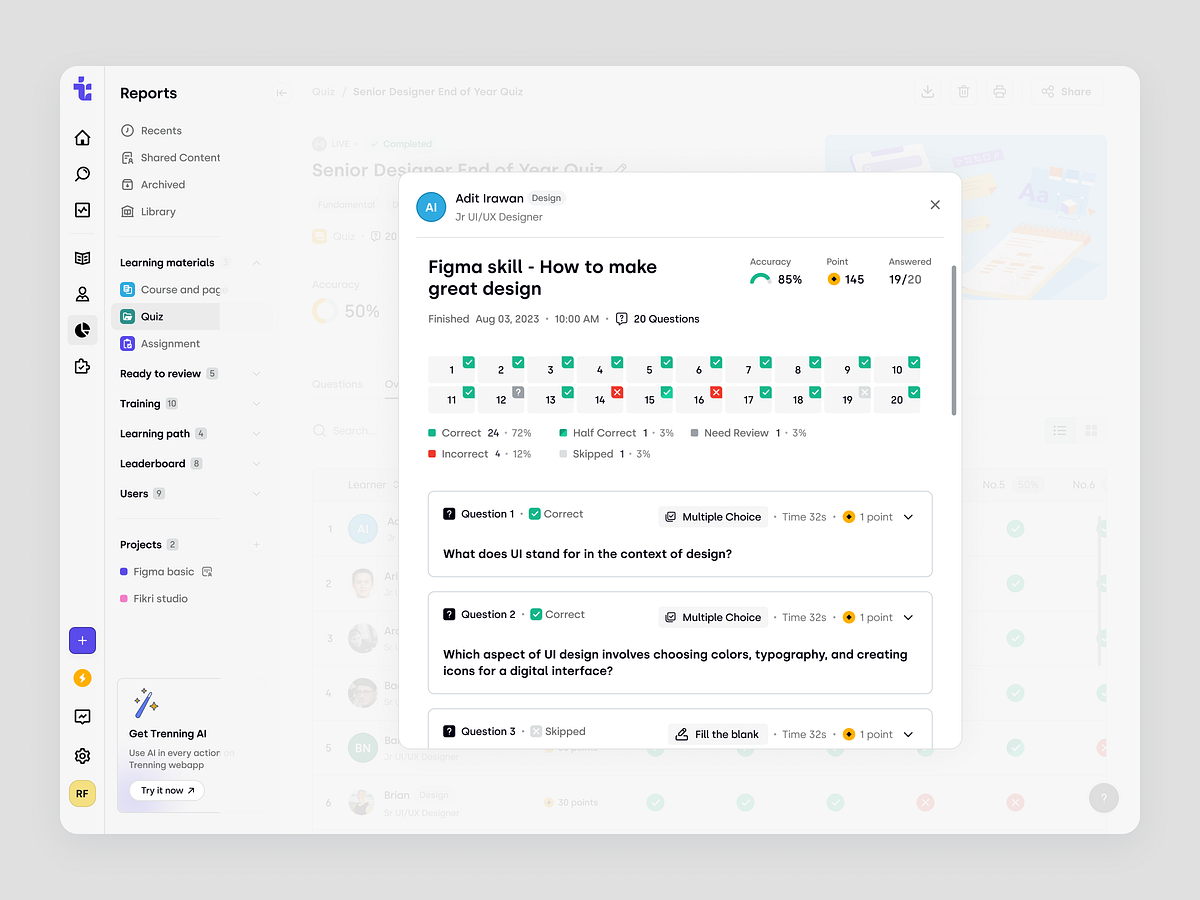 Reports
Recents
Shared Content
Archived
Library
Learning materials 3
Course and pag
Quiz
Assignment
Ready to review 5
Training 10
Learning path 4
Leaderboard 8
Users 9
Projects 2
Figma basic
Fikri studio
Get Trenning AI
Use AI in every action on
Trenning webapp
Try it now
RF
Quiz / Senior Designer End of Year Quiz
Share
LIVE
Completed
Senior Designer End of Year Quiz
Fundamental
Quiz • 20
Aa
Accuracy
50%
Questions
Ov
Search...
Learner
No.5 50%
No.6
1 AI
2
3
4
5 BN
Jr UI/UX Designer
6 Brian Design
Sr UI/UX Designer
30 points
?
AI
Adit Irawan Design
Jr UI/UX Designer
Figma skill - How to make
great design
Accuracy
85%
Point
145
Answered
19/20
Finished Aug 03, 2023 • 10:00 AM • 20 Questions
1 2 3 4 5 6 7 8 9 10
11 12 13 14 15 16 17 18 19 20
Correct 24 • 72% Half Correct 1 • 3% Need Review 1 • 3%
Incorrect 4 • 12% Skipped 1 • 3%
Question 1 • Correct Multiple Choice • Time 32s • 1 point
What does UI stand for in the context of design?
Question 2 • Correct Multiple Choice • Time 32s • 1 point
Which aspect of UI design involves choosing colors, typography, and creating
icons for a digital interface?
Question 3 • Skipped Fill the blank • Time 32s • 1 point